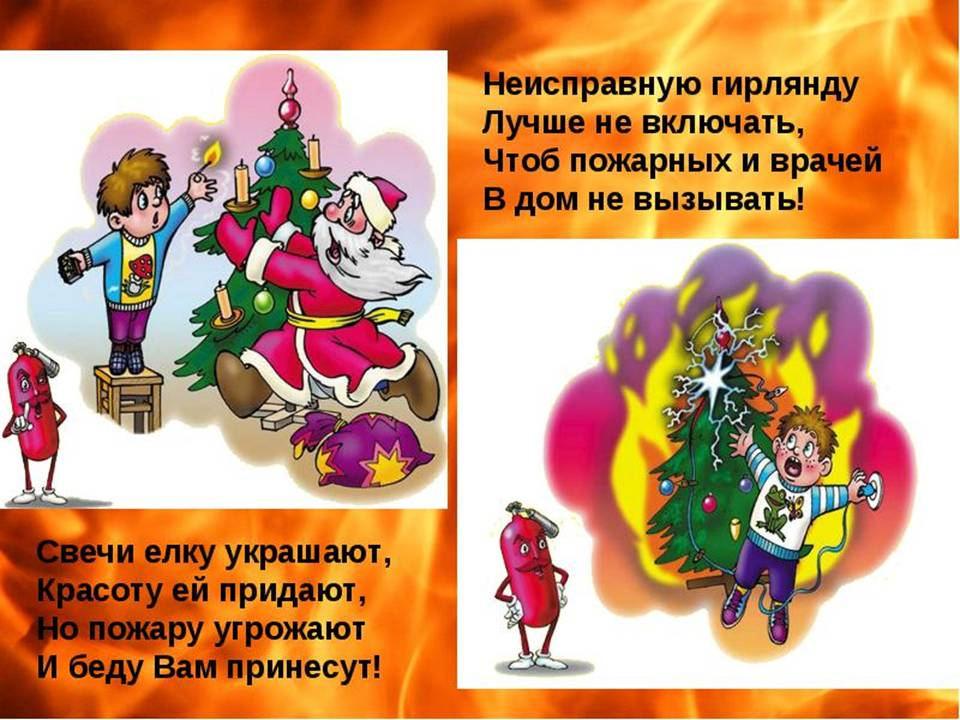 Неисправную гирлянду
Лучше не включать,
Чтоб пожарных и врачей
В дом не вызывать!
Свечи елку украшают,
Красоту ей придают,
Но пожару угрожают
И беду Вам принесут!